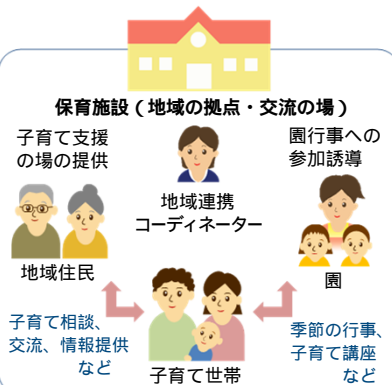 保育施設(地域の拠点・交流の場)
子育て支援
の場の提供
園行事への
参加誘導
地域連携
コーディネーター
地域住民
園
子育て相談、
交流、情報提供
など
季節の行事、
子育て講座
など
子育て世帯